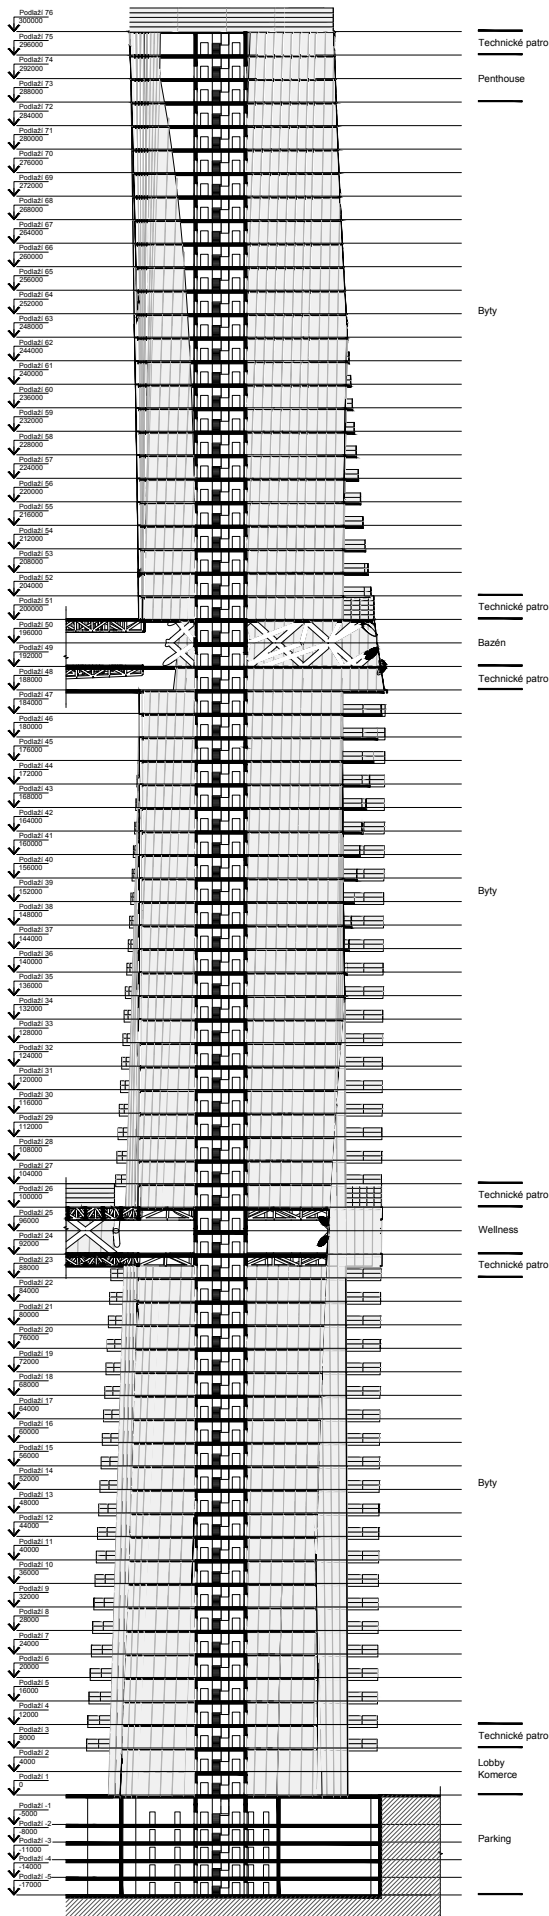 Podlaží 76
300000
Podlaží 75
296000
Technické patro
Podlaží 74
292000
Penthouse
Podlaží 73
288000
Podlaží 72
284000
Podlaží 71
280000
Podlaží 70
276000
Podlaží 69
272000
Podlaží 68
268000
Podlaží 67
264000
Podlaží 66
260000
Podlaží 65
256000
Podlaží 64
252000
Byty
Podlaží 63
248000
Podlaží 62
244000
Podlaží 61
240000
Podlaží 60
236000
Podlaží 59
232000
Podlaží 58
228000
Podlaží 57
224000
Podlaží 56
220000
Podlaží 55
216000
Podlaží 54
212000
Podlaží 53
208000
Podlaží 52
204000
Podlaží 51
200000
Technické patro
Podlaží 50
196000
Bazén
Podlaží 49
192000
Podlaží 48
188000
Technické patro
Podlaží 47
184000
Podlaží 46
180000
Podlaží 45
176000
Podlaží 44
172000
Podlaží 43
168000
Podlaží 42
164000
Podlaží 41
160000
Podlaží 40
156000
Podlaží 39
152000
Byty
Podlaží 38
148000
Podlaží 37
144000
Podlaží 36
140000
Podlaží 35
136000
Podlaží 34
132000
Podlaží 33
128000
Podlaží 32
124000
Podlaží 31
120000
Podlaží 30
116000
Podlaží 29
112000
Podlaží 28
108000
Podlaží 27
104000
Podlaží 26
100000
Technické patro
Podlaží 25
96000
Wellness
Podlaží 24
92000
Podlaží 23
88000
Technické patro
Podlaží 22
84000
Podlaží 21
80000
Podlaží 20
76000
Podlaží 19
72000
Podlaží 18
68000
Podlaží 17
64000
Podlaží 16
60000
Podlaží 15
56000
Podlaží 14
52000
Byty
Podlaží 13
48000
Podlaží 12
44000
Podlaží 11
40000
Podlaží 10
36000
Podlaží 9
32000
Podlaží 8
28000
Podlaží 7
24000
Podlaží 6
20000
Podlaží 5
16000
Podlaží 4
12000
Podlaží 3
8000
Technické patro
Podlaží 2
4000
Lobby
Komerce
Podlaží 1
0
Podlaží -1
-5000
Podlaží -2
-8000
Parking
Podlaží -3
-11000
Podlaží -4
-14000
Podlaží -5
-17000